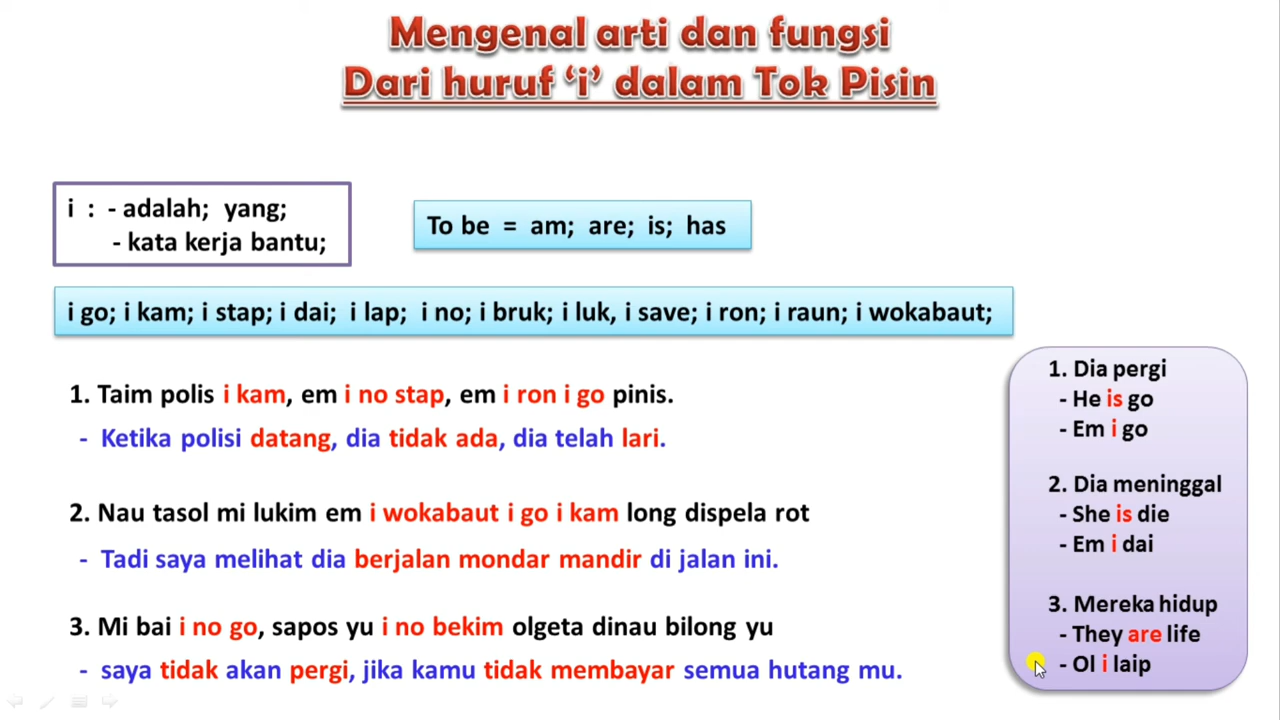 Mengenal arti dan fungsi
Dari huruf ‘i’ dalam Tok Pisin
i : - adalah; yang;
- kata kerja bantu;
To be = am; are; is; has
i go; i kam; i stap; i dai; i lap; i no; i bruk; i luk, i save; i ron; i raun; i wokabaut;
1. Taim polis i kam, em i no stap, em i ron i go pinis.
- Ketika polisi datang, dia tidak ada, dia telah lari.
2. Nau tasol mi lukim em i wokabaut i go i kam long dispela rot
- Tadi saya melihat dia berjalan mondar mandir di jalan ini.
3. Mi bai i no go, sapos yu i no bekim olgeta dinau bilong yu
- saya tidak akan pergi, jika kamu tidak membayar semua hutang mu.
1. Dia pergi
- He is go
- Em i go
2. Dia meninggal
- She is die
- Em i dai
3. Mereka hidup
- They are life
- Ol i laip